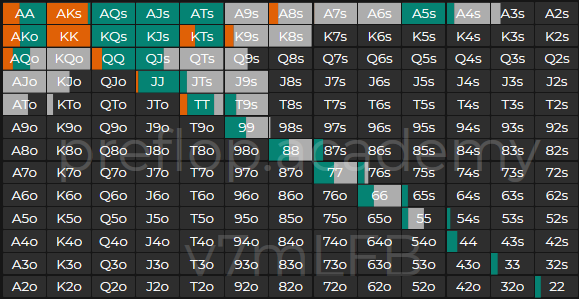 AA AKs AQs AJs ATs A9s A8s A7s A6s A5s A4s A3s A2s
AKo KK KQs KJs KTs K9s K8s K7s K6s K5s K4s K3s K2s
AQo KQo QQ QJs QTs Q9s Q8s Q7s Q6s Q5s Q4s Q3s Q2s
AJo KJo QJo JJ JTs J9s J8s J7s J6s J5s J4s J3s J2s
ATo KTo QTo JTo TT T9s T8s T7s T6s T5s T4s T3s T2s
A9o K9o Q9o J9o T9o 99 98s 97s 96s 95s 94s 93s 92s
A8o K8o Q8o J8o T8o 98o 88 87s 86s 85s 84s 83s 82s
preflop.academy
A7o K7o Q7o J7o T7o 97o 87o 77 76s 75s 74s 73s 72s
A6o K6o Q6o J6o T6o 96o 86o 76o 66 65s 64s 63s 62s
A5o K5o Q5o J5o T5o 95o 85o 75o 65o 55 54s 53s 52s
A4o K4o Q4o J4o T4o 94o 84o 74o 64o 54o 44 43s 42s
v7mLFB
A3o K3o Q3o J3o T3o 93o 83o 73o 63o 53o 43o 33 32s
A2o K2o Q2o J2o T2o 92o 82o 72o 62o 52o 42o 32o 22